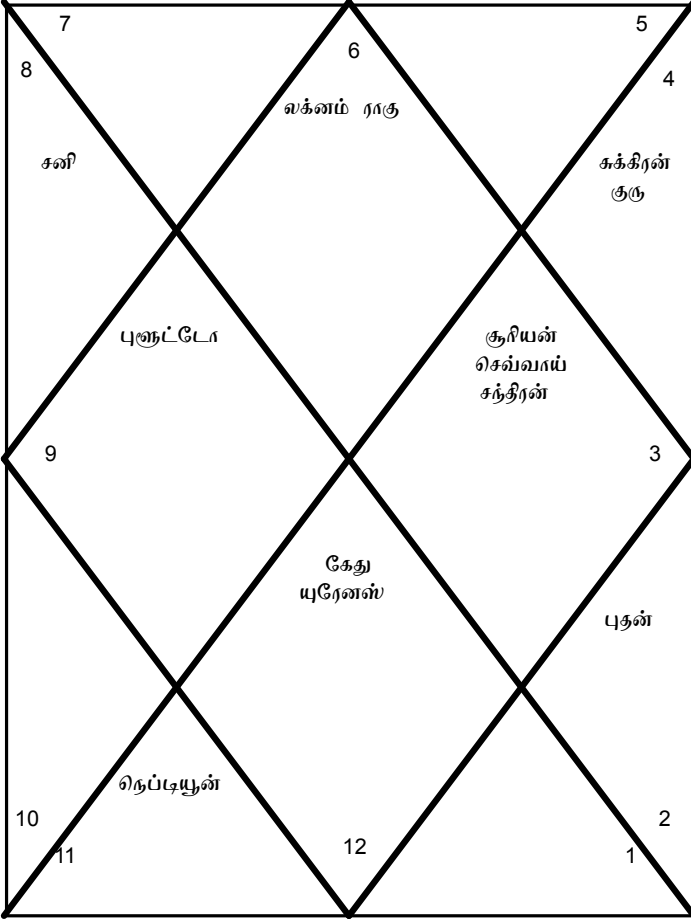 7
5
6
8
4
லக்னம் ராகு
சனி
சுக்கிரன்
குரு
புளூட்டோ
சூரியன்
செவ்வாய்
சந்திரன்
9
3
கேது
யுரேனஸ்
புதன்
நெப்டியூன்
10
2
12
11
1